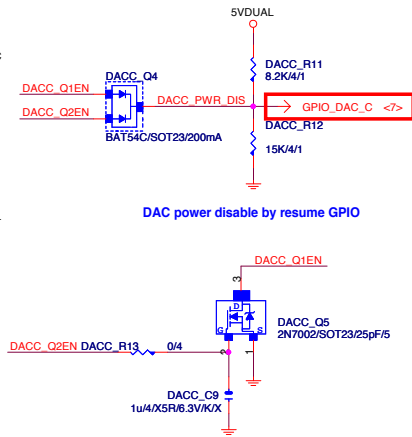 5VDUAL
DACC_R11
8.2K/4/1
DACC_Q4
DACC_Q1EN
DACC_Q2EN
DACC_PWR_DIS
GPIO_DAC_C <7>
BAT54C/SOT23/200mA
DACC_R12
15K/4/1
DAC power disable by resume GPIO
DACC_Q1EN
3
D
G
S
DACC_Q5
2N7002/SOT23/25pF/5
2
1
DACC_Q2EN DACC_R13 0/4
DACC_C9
1u/4/X5R/6.3V/K/X